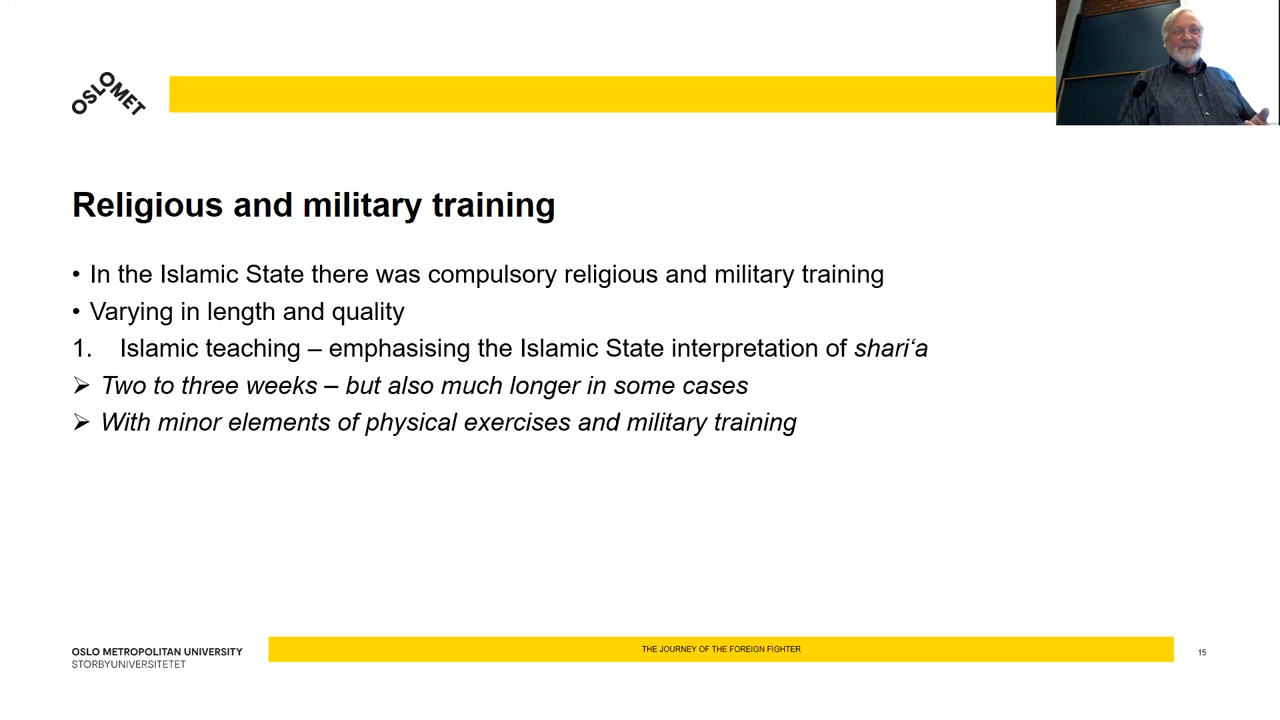 OSLOMET
Religious and military training
• In the Islamic State there was compulsory religious and military training
• Varying in length and quality
1. Islamic teaching – emphasising the Islamic State interpretation of shari‘a
➢ Two to three weeks – but also much longer in some cases
➢ With minor elements of physical exercises and military training
OSLO METROPOLITAN UNIVERSITY
STORBYUNIVERSITETET
THE JOURNEY OF THE FOREIGN FIGHTER
15